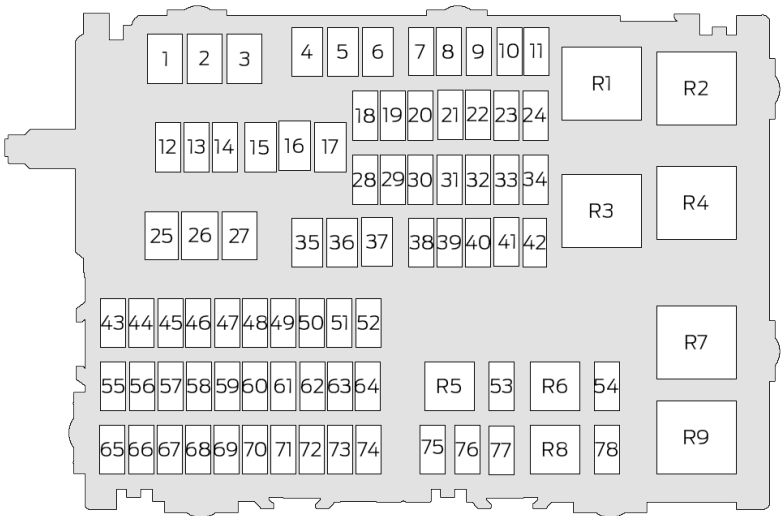 1 2 3 4 5 6 7 8 9 10 11
R1 R2
18 19 20 21 22 23 24
12 13 14 15 16 17
28 29 30 31 32 33 34
R3 R4
25 26 27 35 36 37 38 39 40 41 42
43 44 45 46 47 48 49 50 51 52
R7
55 56 57 58 59 60 61 62 63 64 R5 53 R6 54
65 66 67 68 69 70 71 72 73 74 75 76 77 R8 78
R9